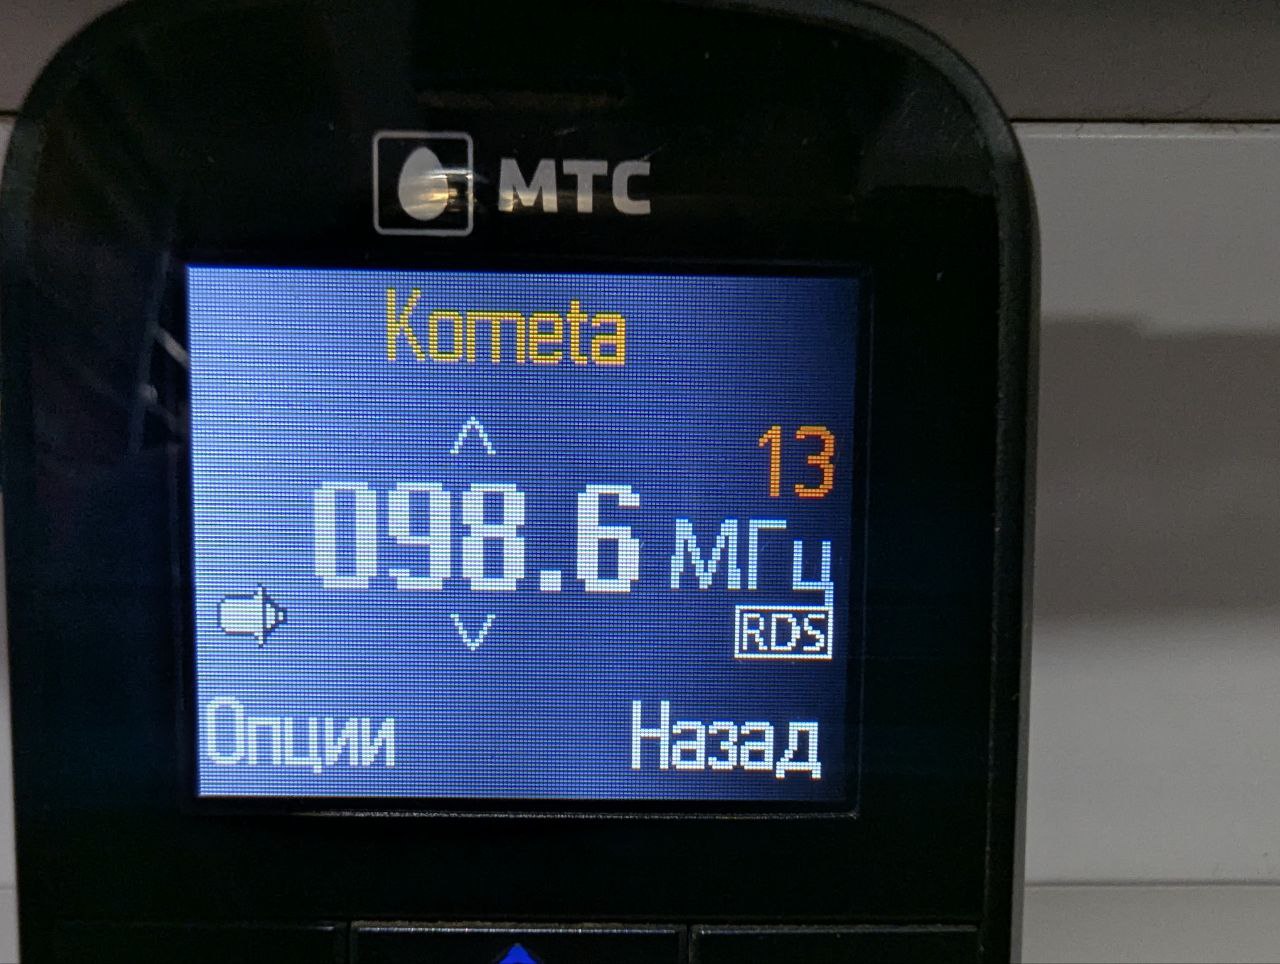 МТС
Kometa
13
098.6 МГц
RDS
Опции Назад